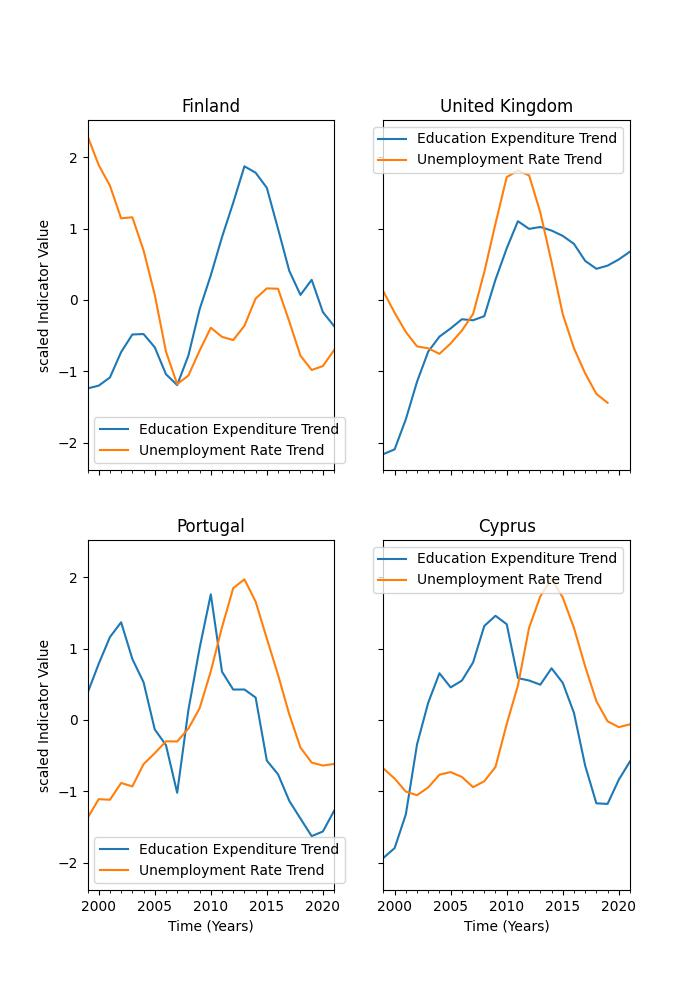 Finland
United Kingdom
2
1
0
−1
−2
scaled Indicator Value
Education Expenditure Trend
Unemployment Rate Trend
Education Expenditure Trend
Unemployment Rate Trend
Portugal
Cyprus
2
1
0
−1
−2
scaled Indicator Value
Education Expenditure Trend
Unemployment Rate Trend
Education Expenditure Trend
Unemployment Rate Trend
2000 2005 2010 2015 2020
2000 2005 2010 2015 2020
Time (Years)
Time (Years)